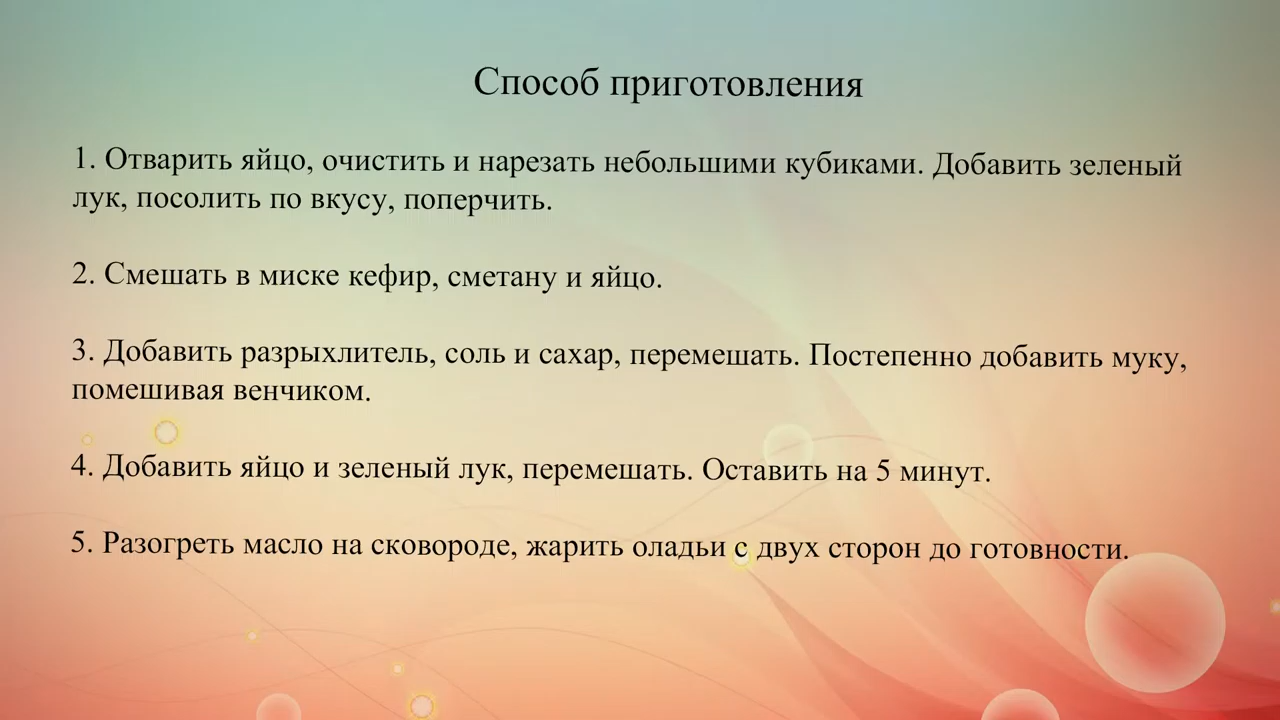 Способ приготовления
1. Отварить яйцо, очистить и нарезать небольшими кубиками. Добавить зеленый
лук, посолить по вкусу, поперчить.
2. Смешать в миске кефир, сметану и яйцо.
3. Добавить разрыхлитель, соль и сахар, перемешать. Постепенно добавить муку,
помешивая венчиком.
4. Добавить яйцо и зеленый лук, перемешать. Оставить на 5 минут.
5. Разогреть масло на сковороде, жарить оладьи с двух сторон до готовности.